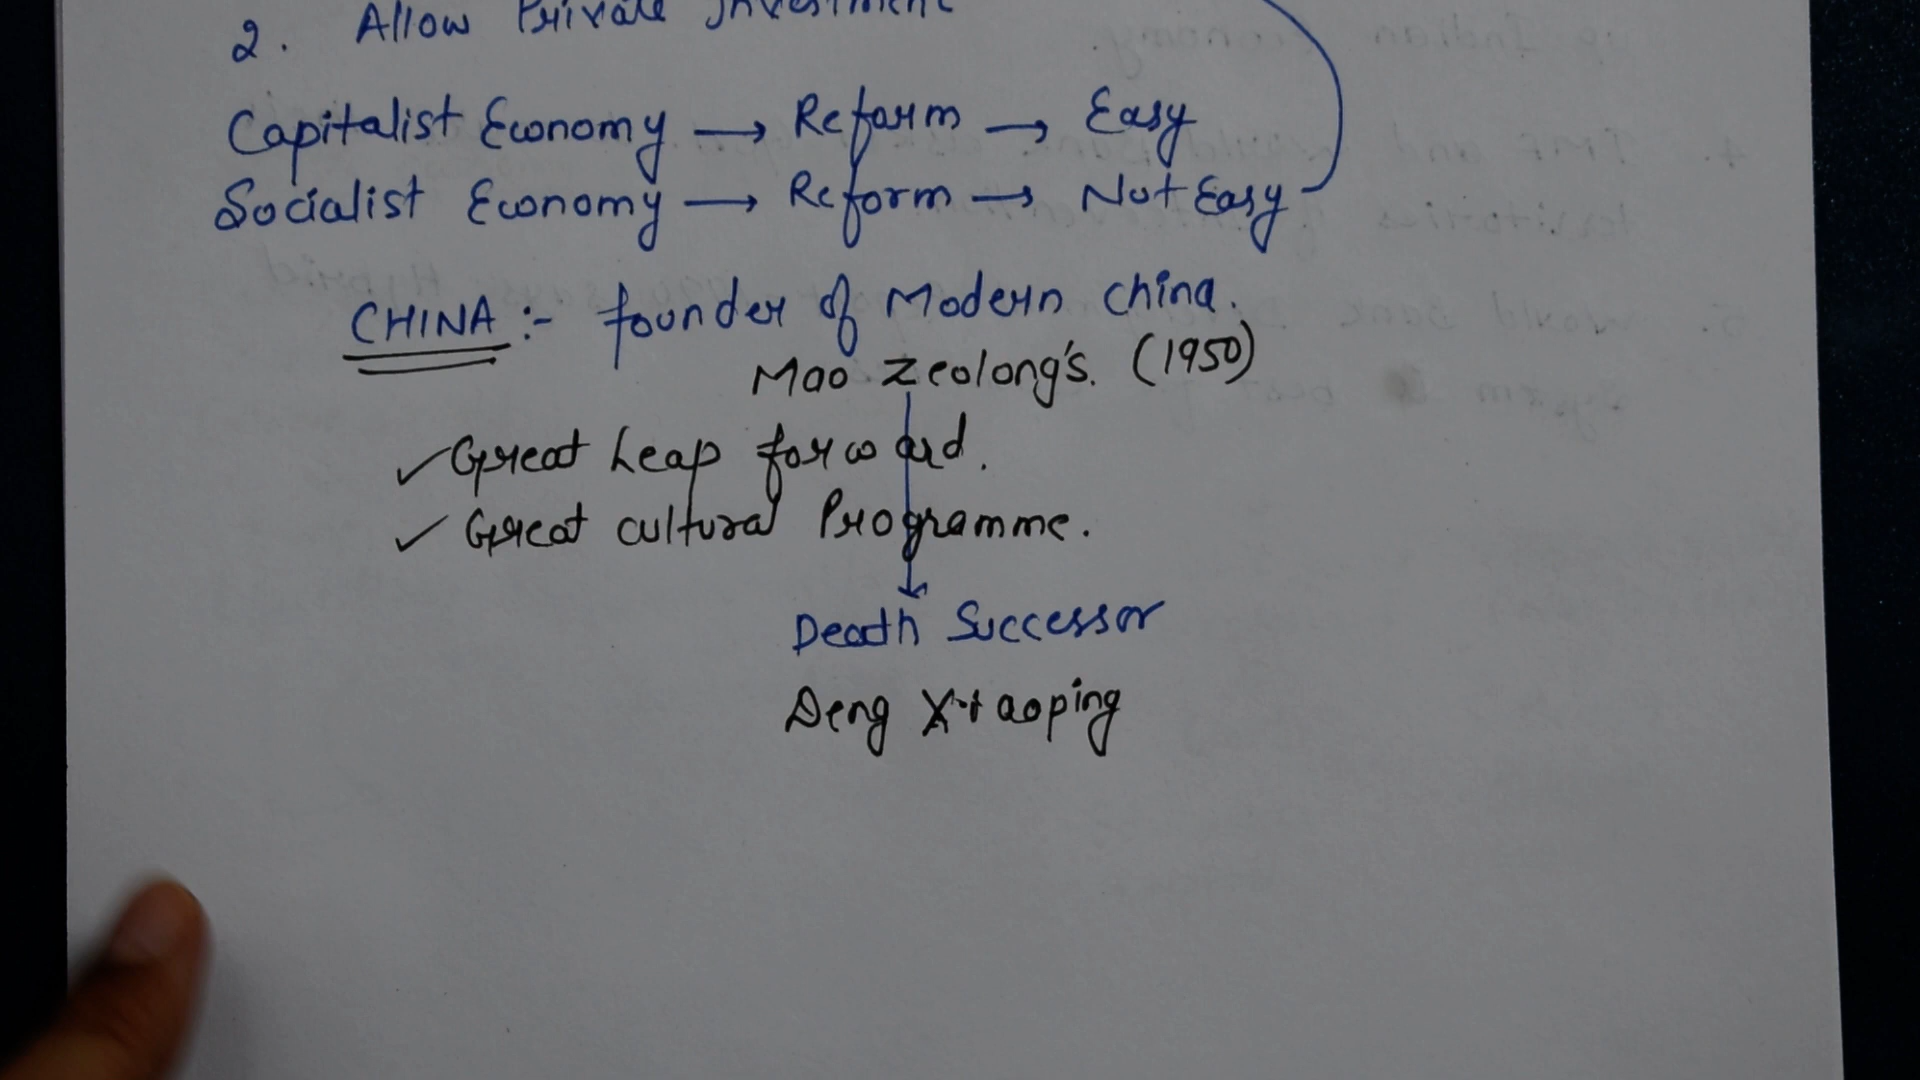 2. Allow Private Investment
Capitalist Economy → Reform → Easy
Socialist Economy → Reform → Not Easy
CHINA :- founder of Modern China.
Mao Zeolong's. (1950)
✓ Great Leap forward.
✓ Great cultural Programme.
Death Successor
Deng Xiaoping